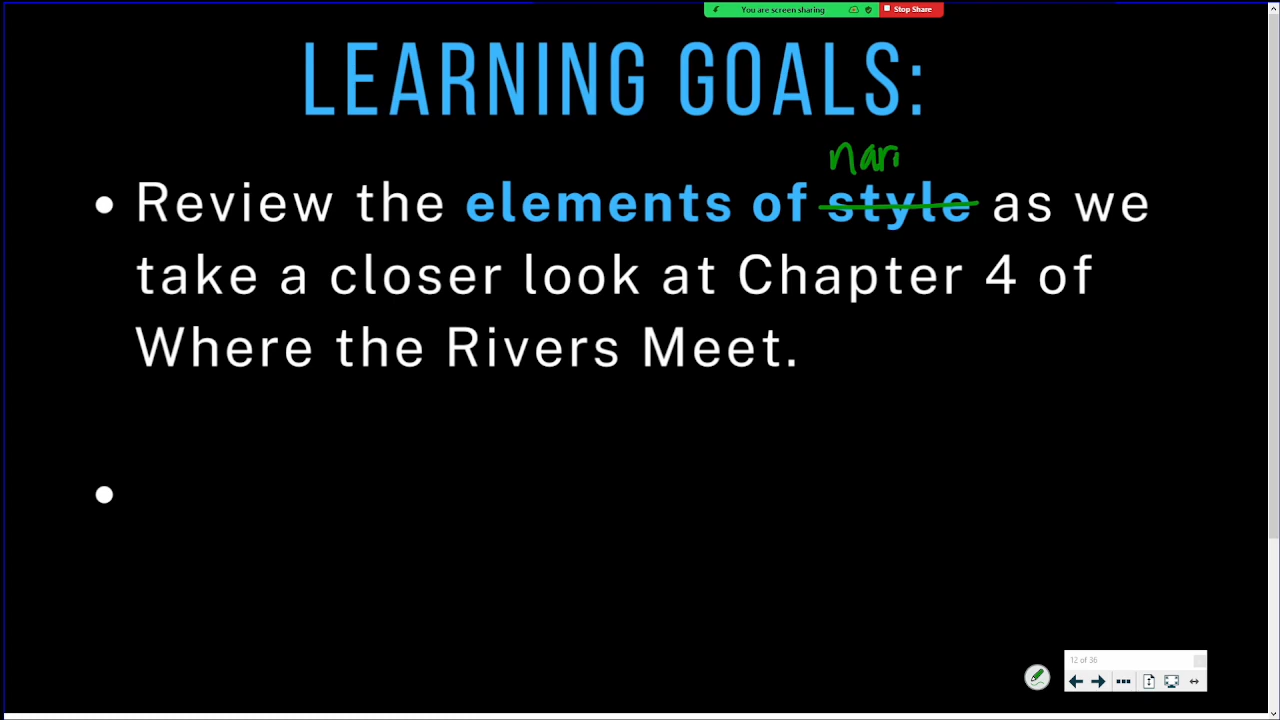 You are screen sharing Stop Share
LEARNING GOALS:
nar
• Review the elements of style as we
take a closer look at Chapter 4 of
Where the Rivers Meet.
•
12 of 36